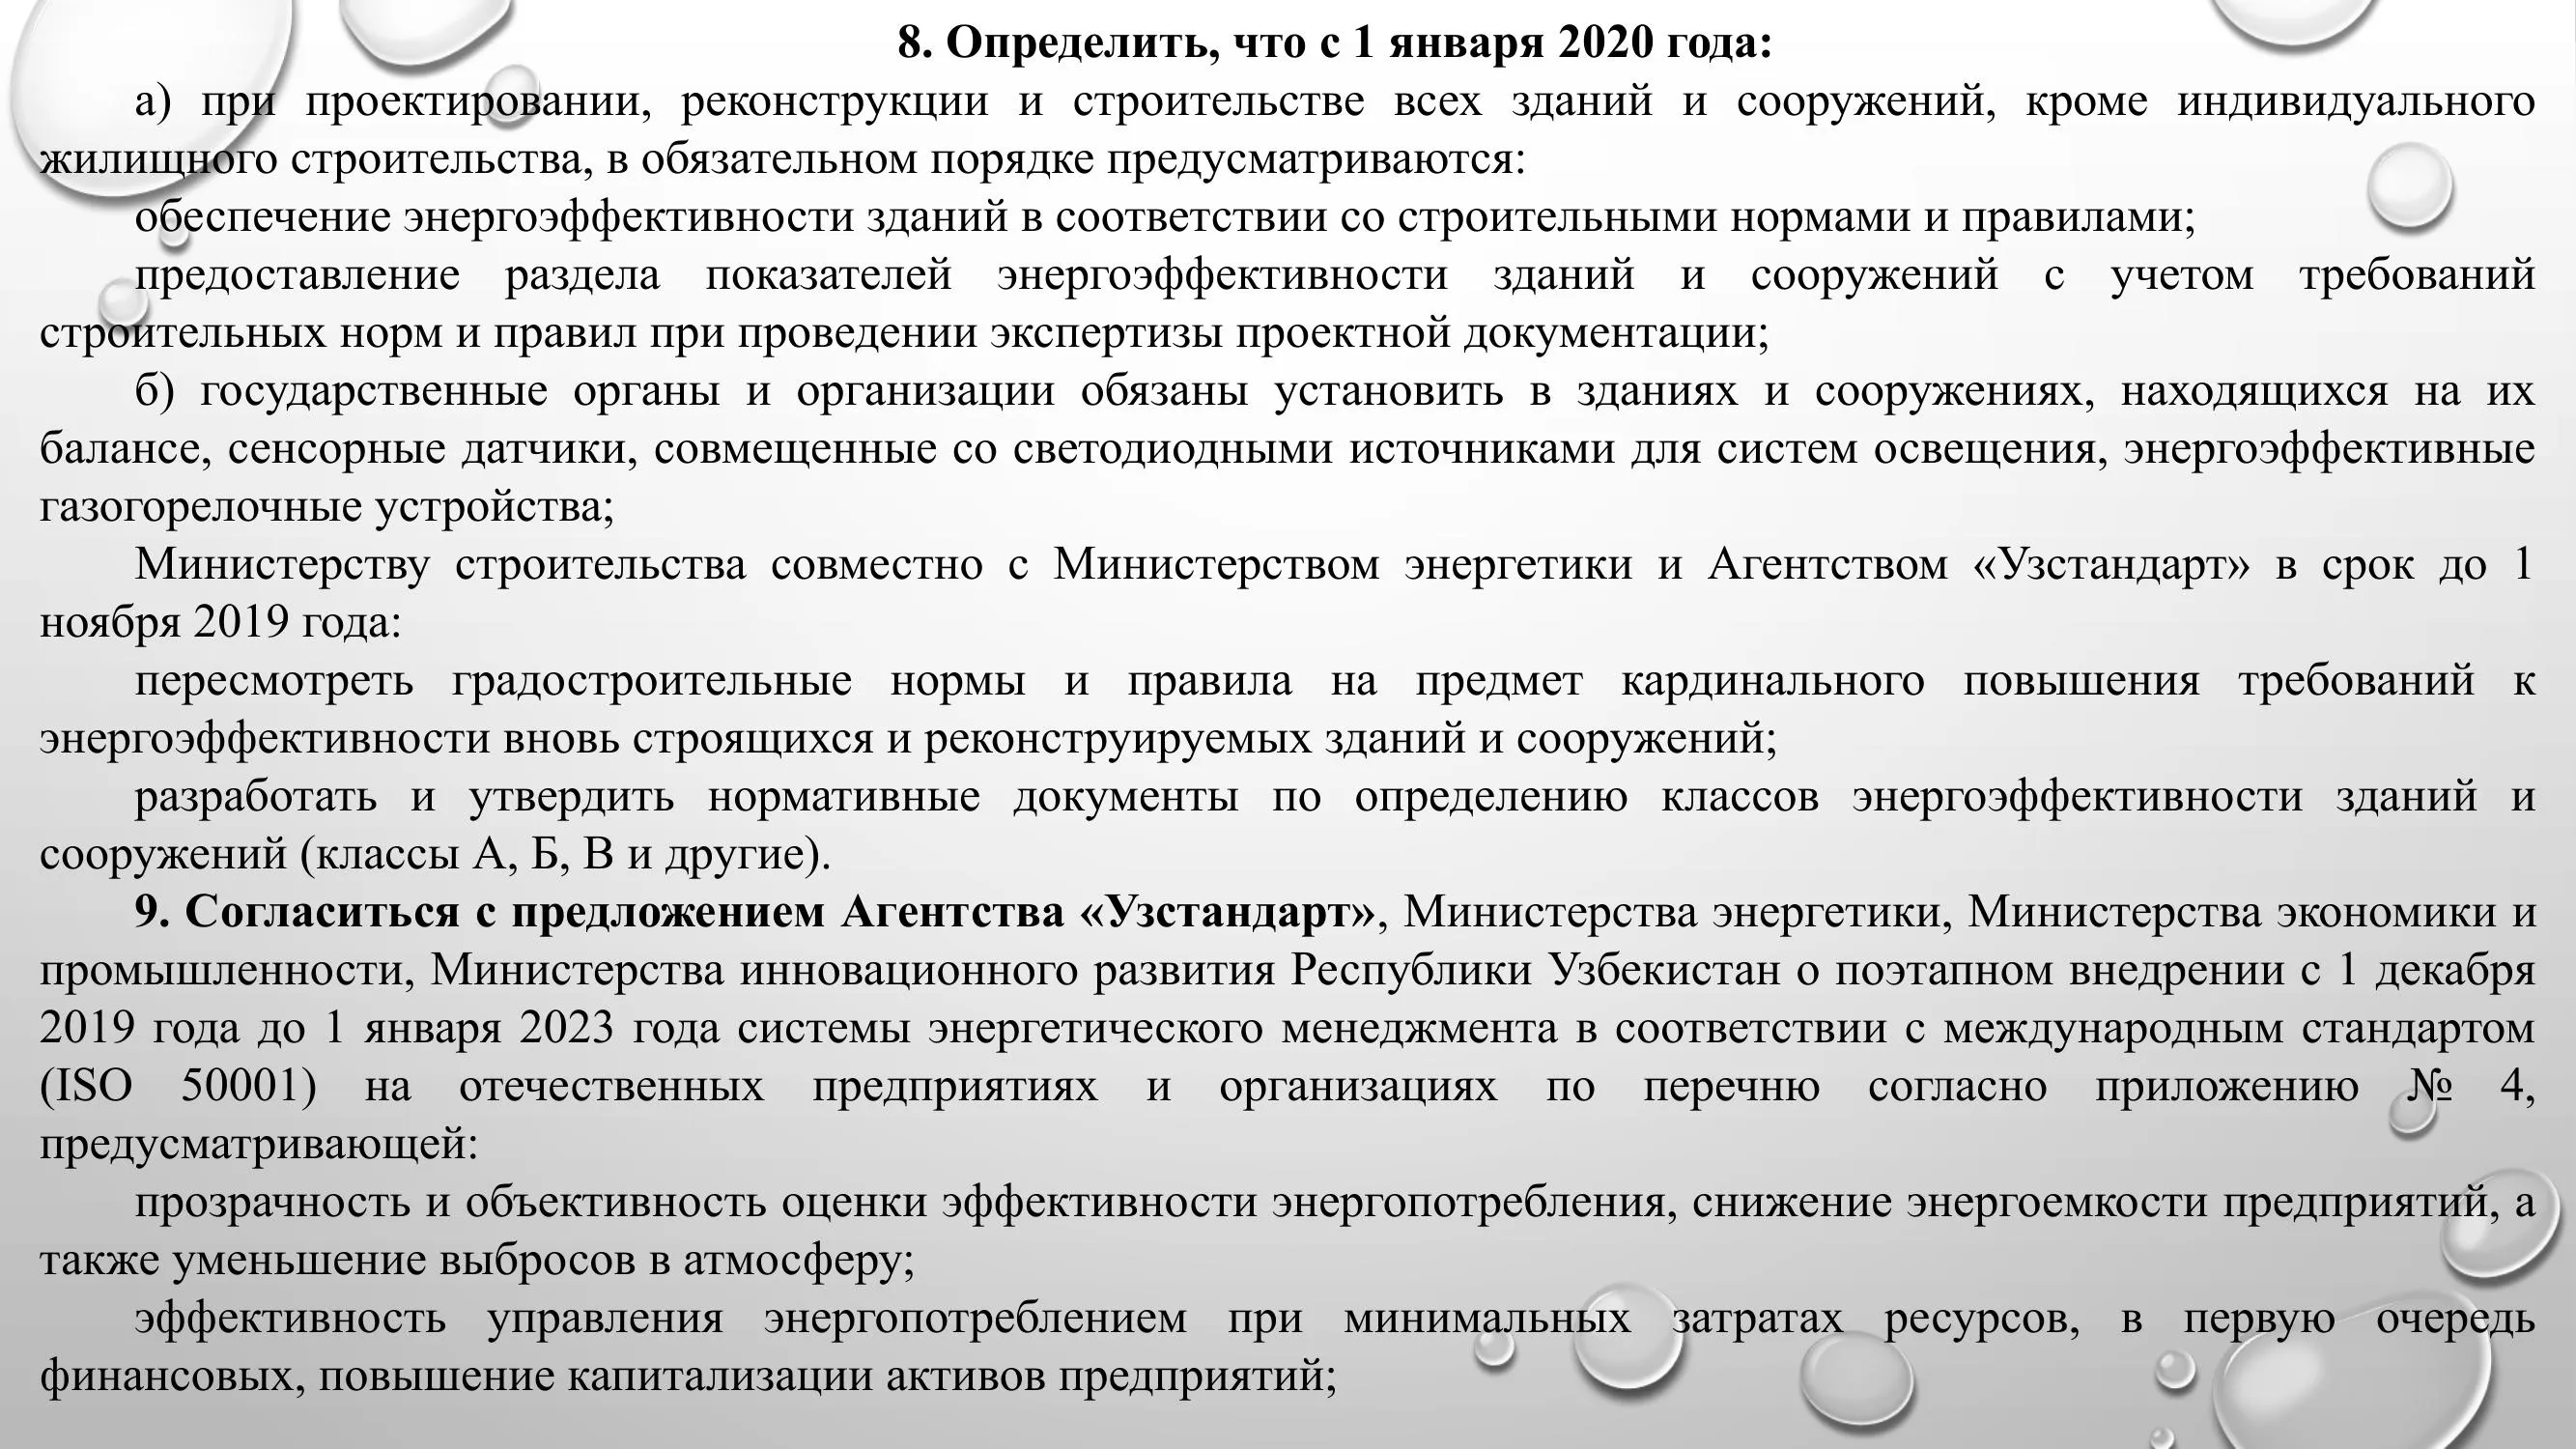 8. Определить, что с 1 января 2020 года:
а) при проектировании, реконструкции и строительстве всех зданий и сооружений, кроме индивидуального
жилищного строительства, в обязательном порядке предусматриваются:
обеспечение энергоэффективности зданий в соответствии со строительными нормами и правилами;
предоставление раздела показателей энергоэффективности зданий и сооружений с учетом требований
строительных норм и правил при проведении экспертизы проектной документации;
б) государственные органы и организации обязаны установить в зданиях и сооружениях, находящихся на их
балансе, сенсорные датчики, совмещенные со светодиодными источниками для систем освещения, энергоэффективные
газогорелочные устройства;
Министерству строительства совместно с Министерством энергетики и Агентством «Узстандарт» в срок до 1
ноября 2019 года:
пересмотреть градостроительные нормы и правила на предмет кардинального повышения требований к
энергоэффективности вновь строящихся и реконструируемых зданий и сооружений;
разработать и утвердить нормативные документы по определению классов энергоэффективности зданий и
сооружений (классы А, Б, В и другие).
9. Согласиться с предложением Агентства «Узстандарт», Министерства энергетики, Министерства экономики и
промышленности, Министерства инновационного развития Республики Узбекистан о поэтапном внедрении с 1 декабря
2019 года до 1 января 2023 года системы энергетического менеджмента в соответствии с международным стандартом
(ISO 50001) на отечественных предприятиях и организациях по перечню согласно приложению № 4,
предусматривающей:
прозрачность и объективность оценки эффективности энергопотребления, снижение энергоемкости предприятий, а
также уменьшение выбросов в атмосферу;
эффективность управления энергопотреблением при минимальных затратах ресурсов, в первую очередь
финансовых, повышение капитализации активов предприятий;